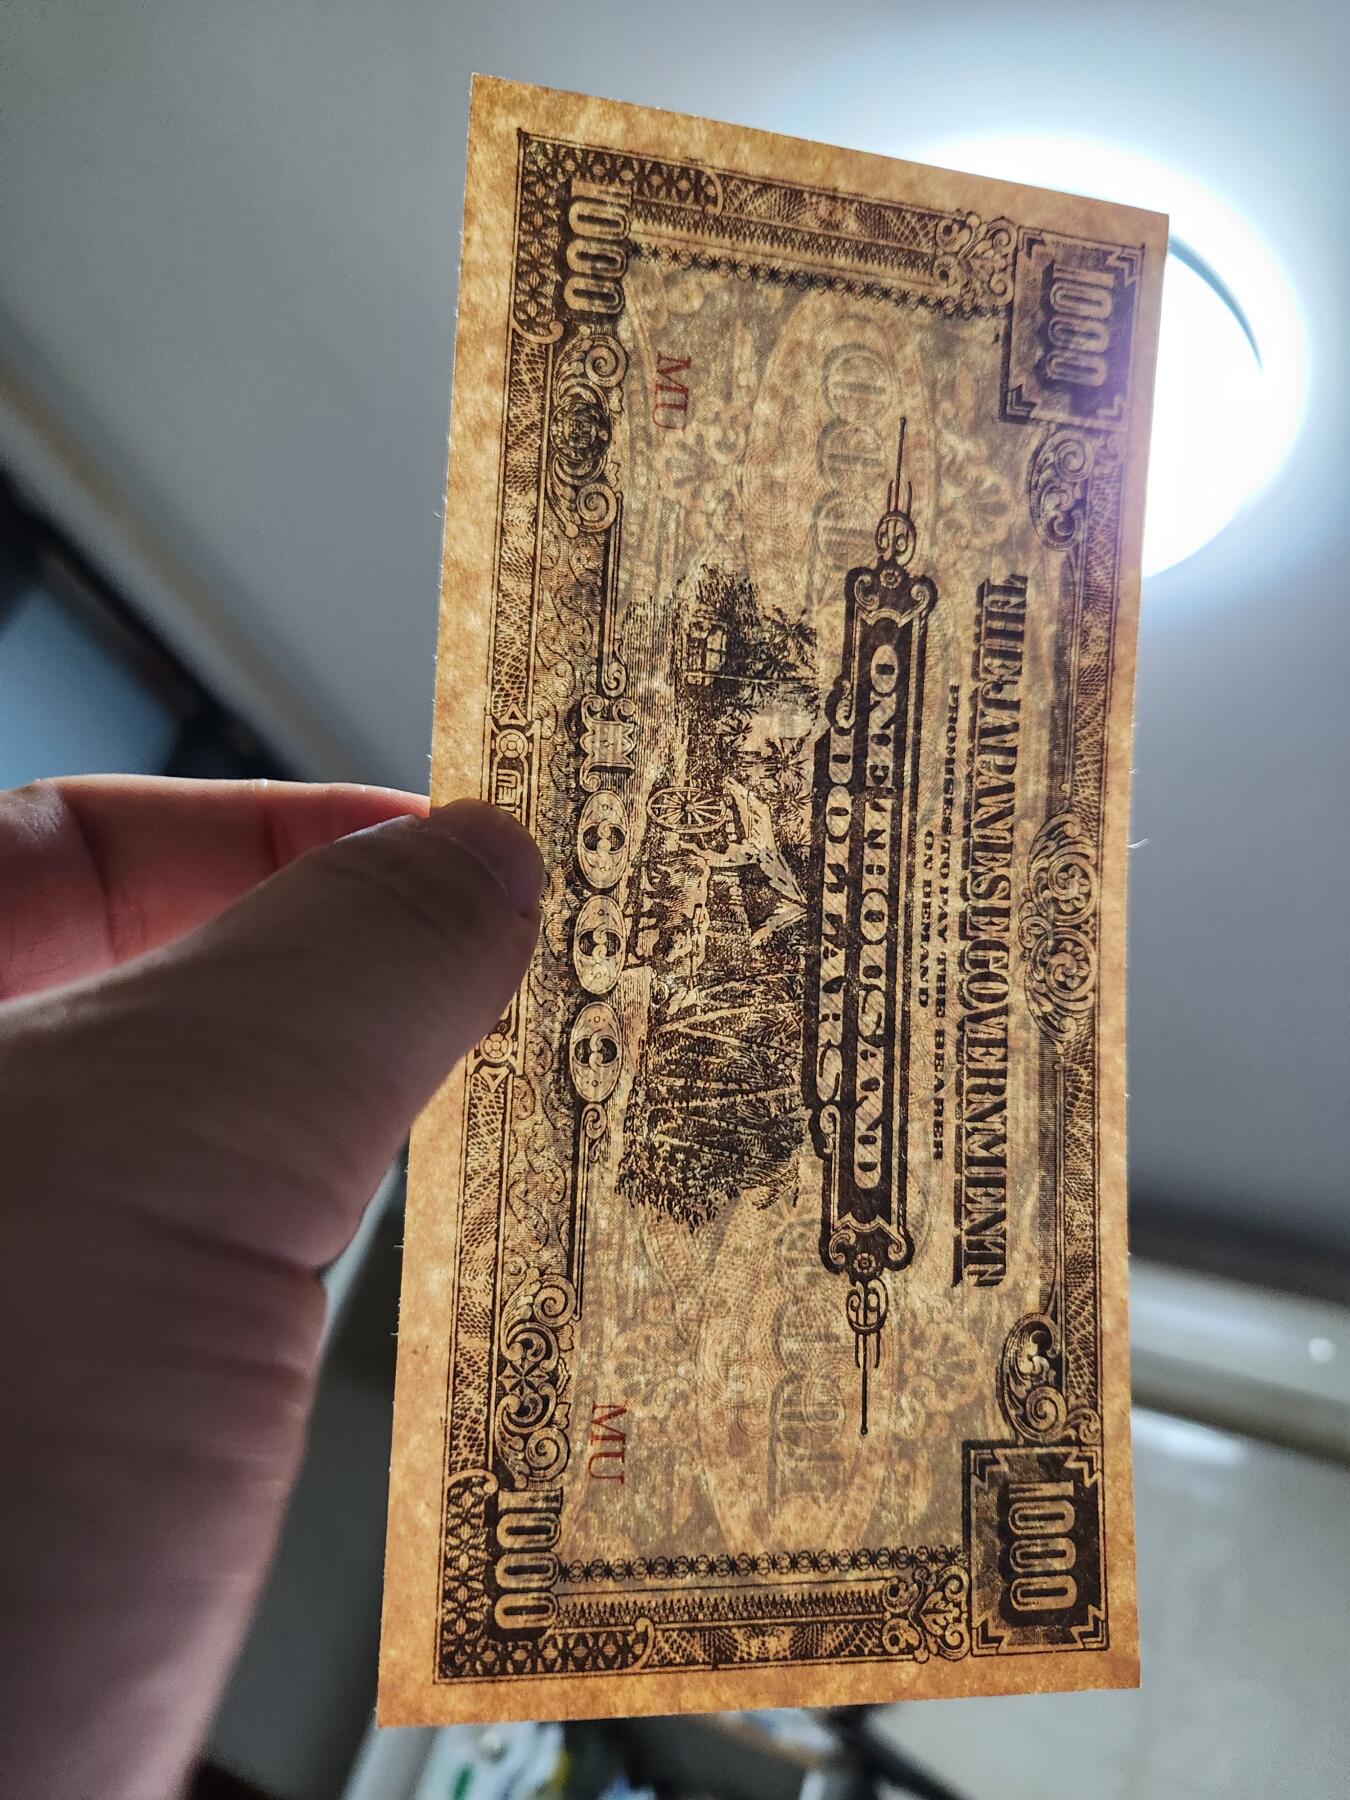 1000 1000
THE JAPANESE GOVERNMENT
PROMISES TO PAY THE BEARER
ON DEMAND
ONE THOUSAND
DOLLARS
MU MU
1000 1000